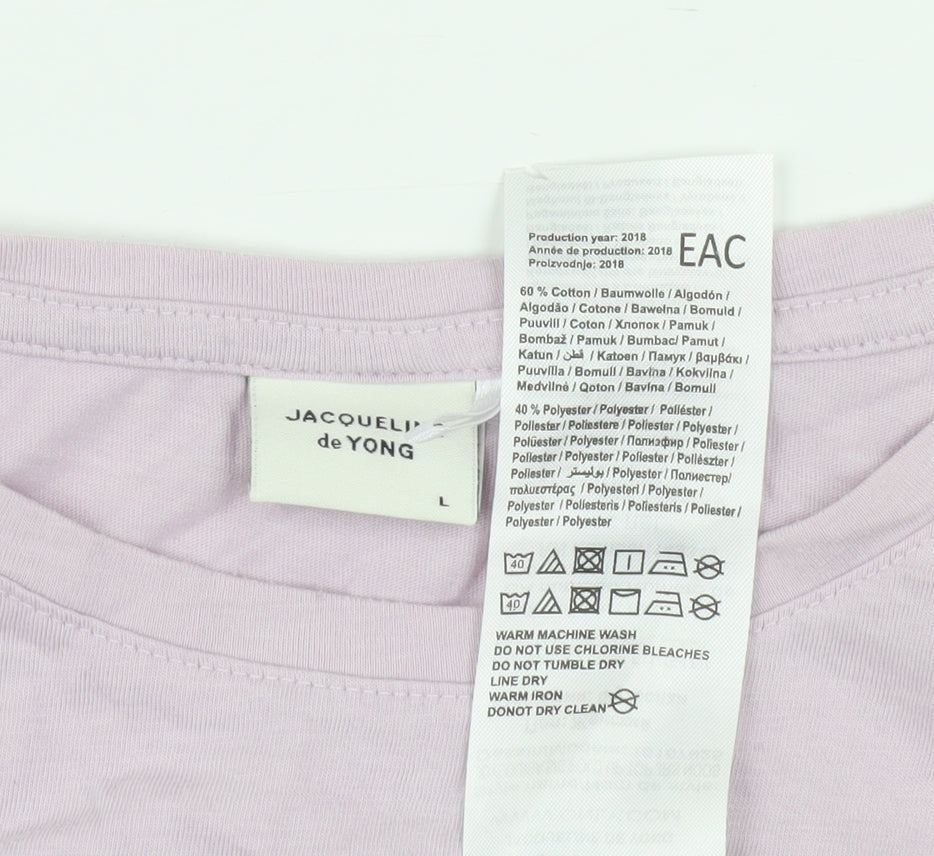 JACQUELINE
de YONG
L
Production year: 2018
Année de production: 2018
Proizvodnje: 2018
EAC
60 % Cotton / Baumwolle / Algodón /
Algodão / Cotone / Bawełna / Bomuld /
Puuvill / Coton / Хлопок / Pamuk /
Bombaž / Pamuk / Bumbac/ Pamut /
Katun / قطن / Katoen / Памук / βαμβάκι /
Puuvilla / Bomull / Bavlna / Kokvilna /
Medvilnė / Qoton / Bavlna / Bomull
40 % Polyester / Polyester / Poliéster /
Poliester / Poliestere / Poliester / Polyester /
Polüester / Polyester / Полиэфир / Poliester /
Poliester / Polyester / Poliester / Poliészter /
Poliester / بوليستر / Polyester / Полиестер/
πολυεστέρας / Polyesteri / Polyester /
Polyester / Poliesteris / Poliesteris / Poliester /
Polyester / Polyester
40
40
WARM MACHINE WASH
DO NOT USE CHLORINE BLEACHES
DO NOT TUMBLE DRY
LINE DRY
WARM IRON
DONOT DRY CLEAN